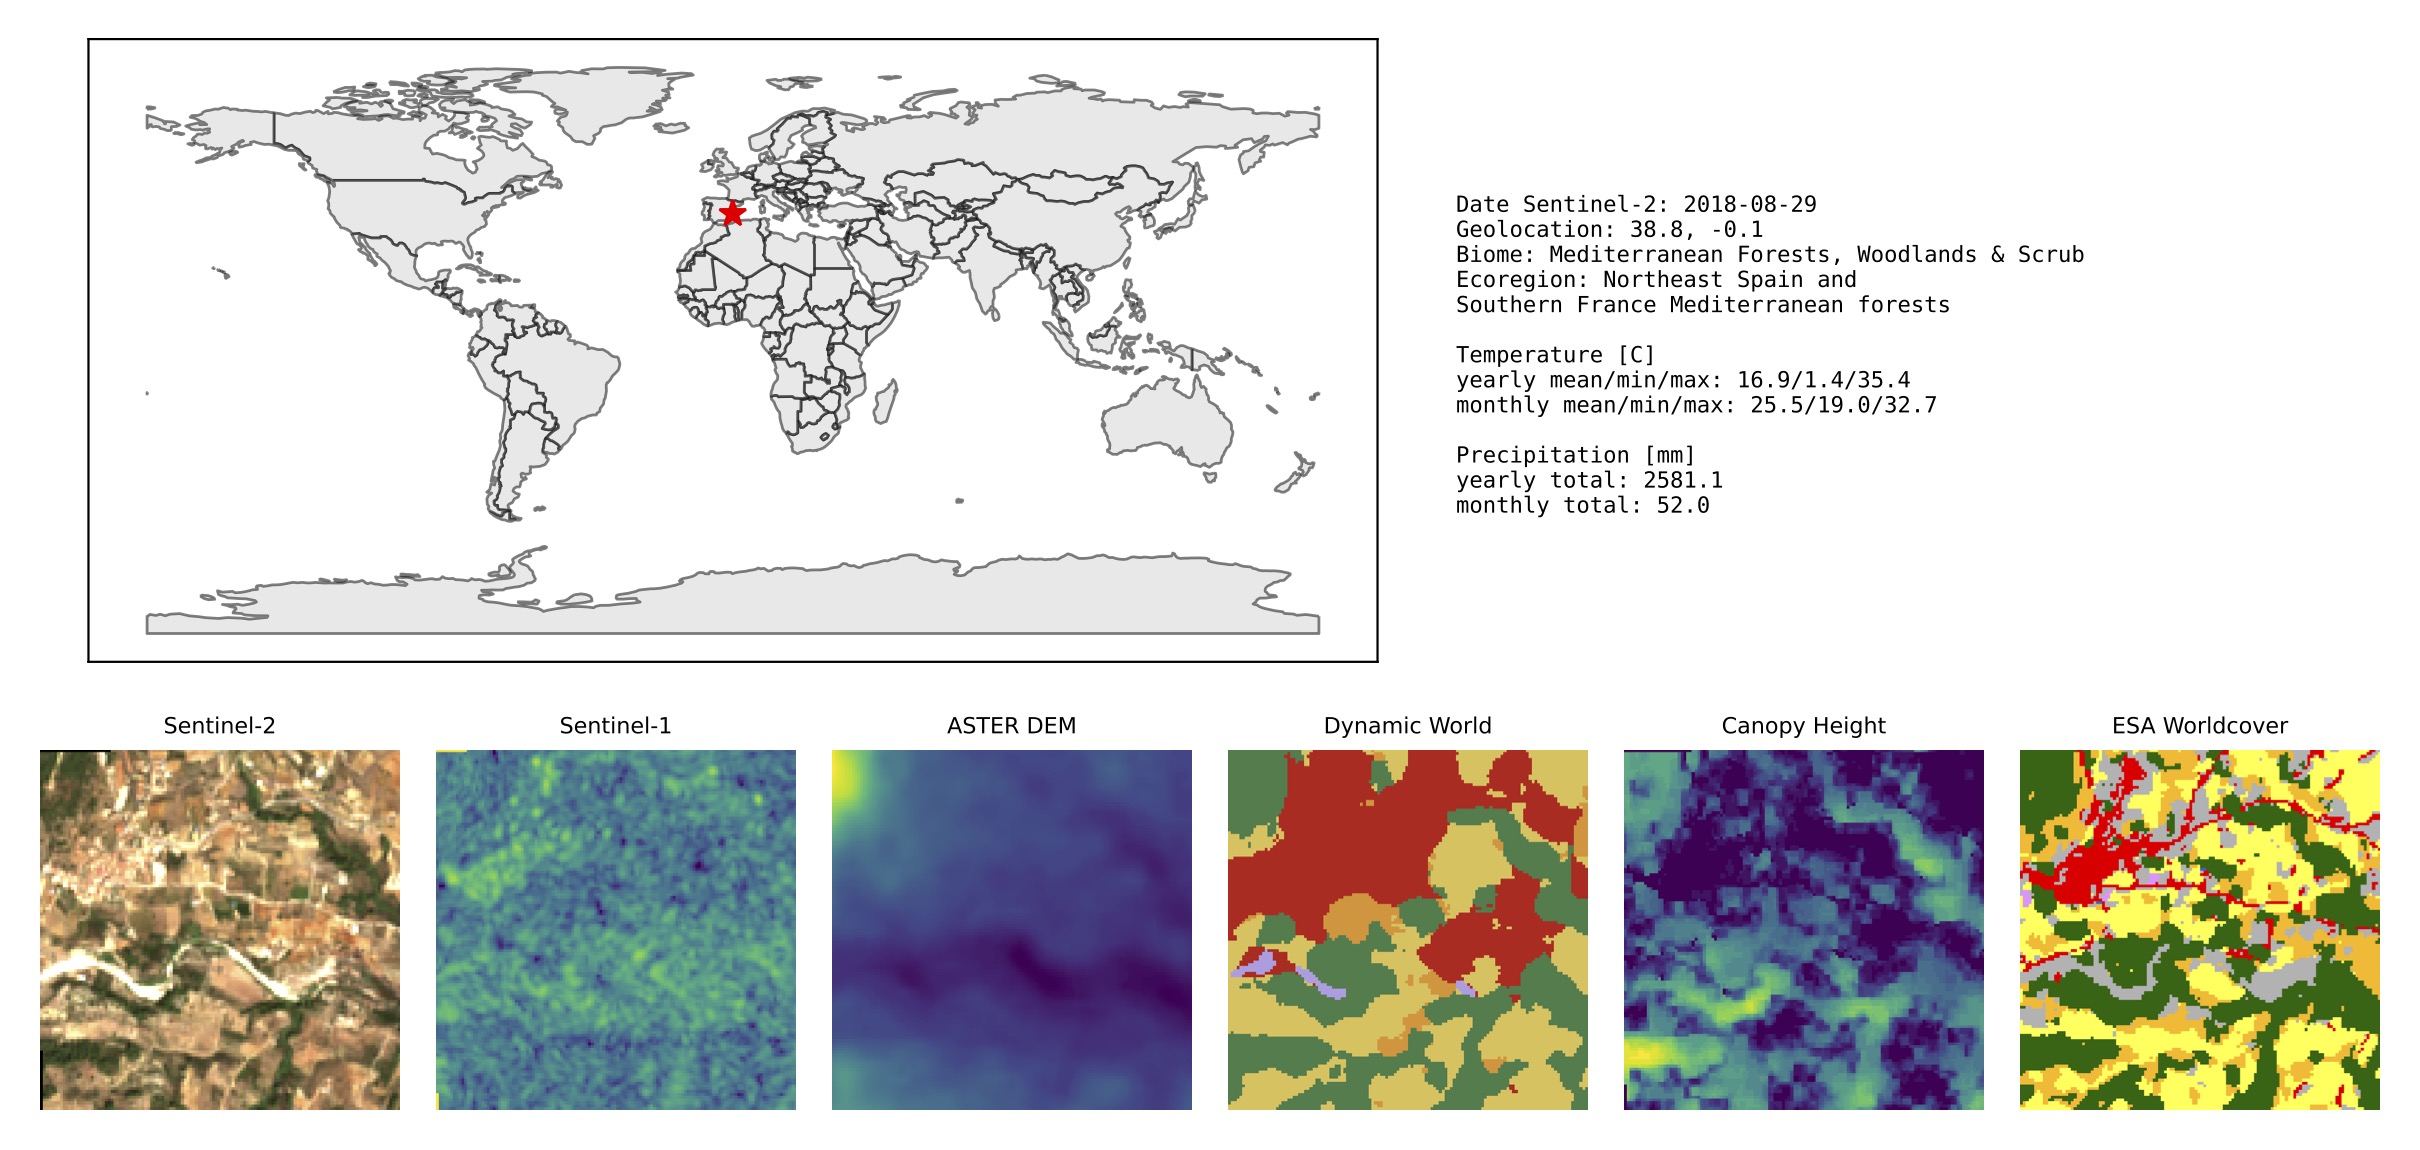 Date Sentinel-2: 2018-08-29
Geolocation: 38.8, -0.1
Biome: Mediterranean Forests, Woodlands & Scrub
Ecoregion: Northeast Spain and
Southern France Mediterranean forests
Temperature [C]
yearly mean/min/max: 16.9/1.4/35.4
monthly mean/min/max: 25.5/19.0/32.7
Precipitation [mm]
yearly total: 2581.1
monthly total: 52.0
Sentinel-2
Sentinel-1
ASTER DEM
Dynamic World
Canopy Height
ESA Worldcover